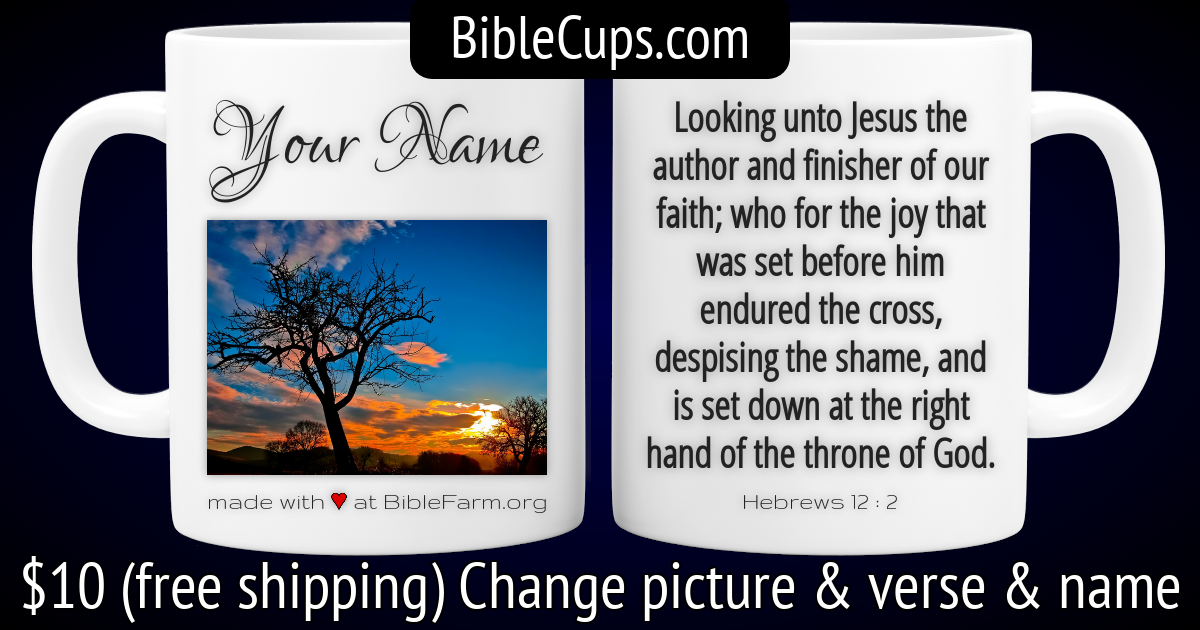 BibleCups.com
Your Name
made with ♥ at BibleFarm.org
Looking unto Jesus the
author and finisher of our
faith; who for the joy that
was set before him
endured the cross,
despising the shame, and
is set down at the right
hand of the throne of God.
Hebrews 12 : 2
$10 (free shipping) Change picture & verse & name